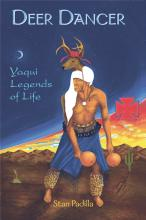 DEER DANCER
Yaqui
Legends
of Life
Stan Padilla